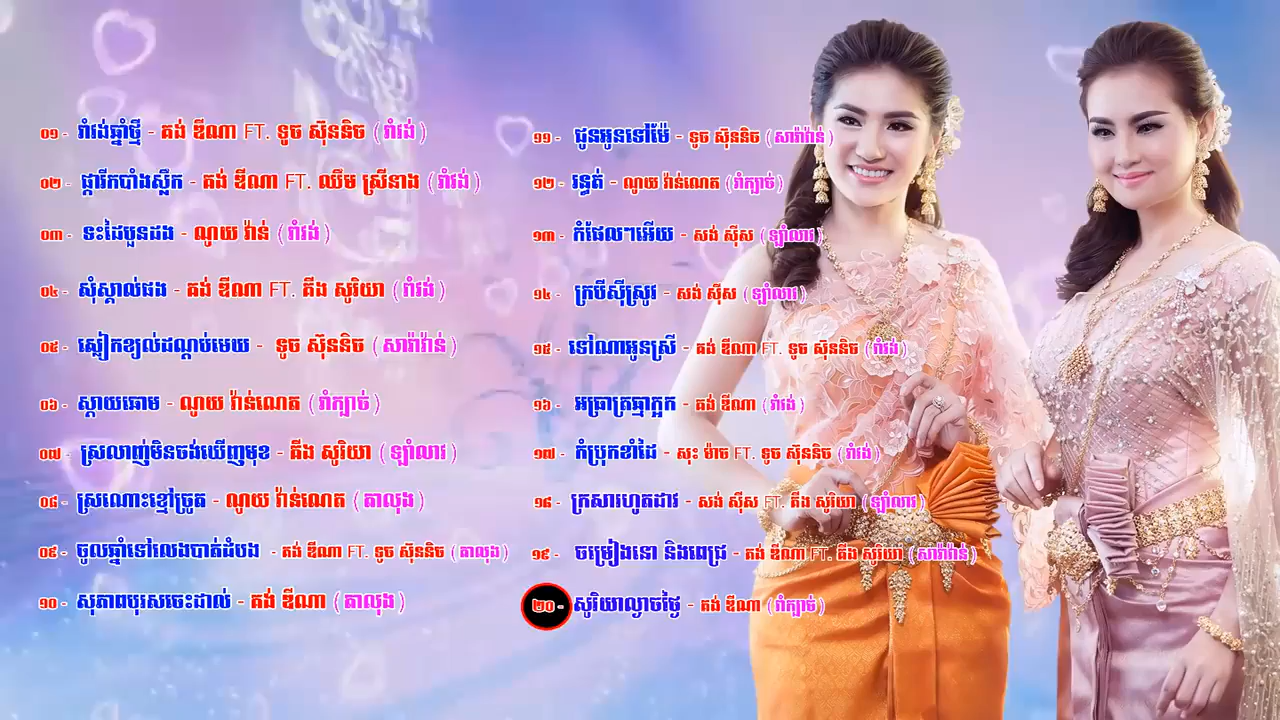 ០១ - រាំវង់ឆ្នាំថ្មី - គង់ ឌីណា FT. ទូច ស៊ុននិច ( រាំវង់ )
០២ - ផ្ការីកបាំងស្លឹក - គង់ ឌីណា FT. ឈឹម ស្រីនាង ( រាំវង់ )
០៣ - ទះដៃបួនដង - ណូយ វ៉ាន់ ( រាំវង់ )
០៤ - សុំស្គាល់ផង - គង់ ឌីណា FT. គីង សូរិយា ( រាំវង់ )
០៥ - ស្លៀកខ្យល់ដណ្តប់មេឃ - ទូច ស៊ុននិច ( សារ៉ាវ៉ាន់ )
០៦ - ស្តាយឆោម - ណូយ វ៉ាន់ណេត ( រាំក្បាច់ )
០៧ - ស្រលាញ់មិនចង់ឃើញមុខ - គីង សូរិយា ( ឡាំលាវ )
០៨ - ស្រណោះខ្មៅច្រូត - ណូយ វ៉ាន់ណេត ( តាលុង )
០៩ - ចូលឆ្នាំទៅលេងបាត់ដំបង - គង់ ឌីណា FT. ទូច ស៊ុននិច ( តាលុង )
១០ - សុភាពបុរសចេះដាល់ - គង់ ឌីណា ( តាលុង )
១១ - ជូនអូនទៅម៉ែ - ទូច ស៊ុននិច ( សារ៉ាវ៉ាន់ )
១២ - រន្ធត់ - ណូយ វ៉ាន់ណេត ( រាំក្បាច់ )
១៣ - កំផែលៗអើយ - សង់ ស៊ីស ( ឡាំលាវ )
១៤ - ក្របីស៊ីស្រូវ - សង់ ស៊ីស ( ឡាំលាវ )
១៥ - ទៅណាអូនស្រី - គង់ ឌីណា FT. ទូច ស៊ុននិច ( រាំវង់ )
១៦ - អធ្រាត្រធ្មាក្អក - គង់ ឌីណា ( រាំវង់ )
១៧ - កំប្រុកខាំដៃ - សុះ ម៉ាច FT. ទូច ស៊ុននិច ( រាំវង់ )
១៨ - ក្រសារហូតដាវ - សង់ ស៊ីស FT. គីង សូរិយា ( ឡាំលាវ )
១៩ - ចម្រៀងទោ និងពេជ្រ - គង់ ឌីណា FT. គីង សូរិយា ( សារ៉ាវ៉ាន់ )
២០ - សូរិយាល្ងាចថ្ងៃ - គង់ ឌីណា ( រាំក្បាច់ )